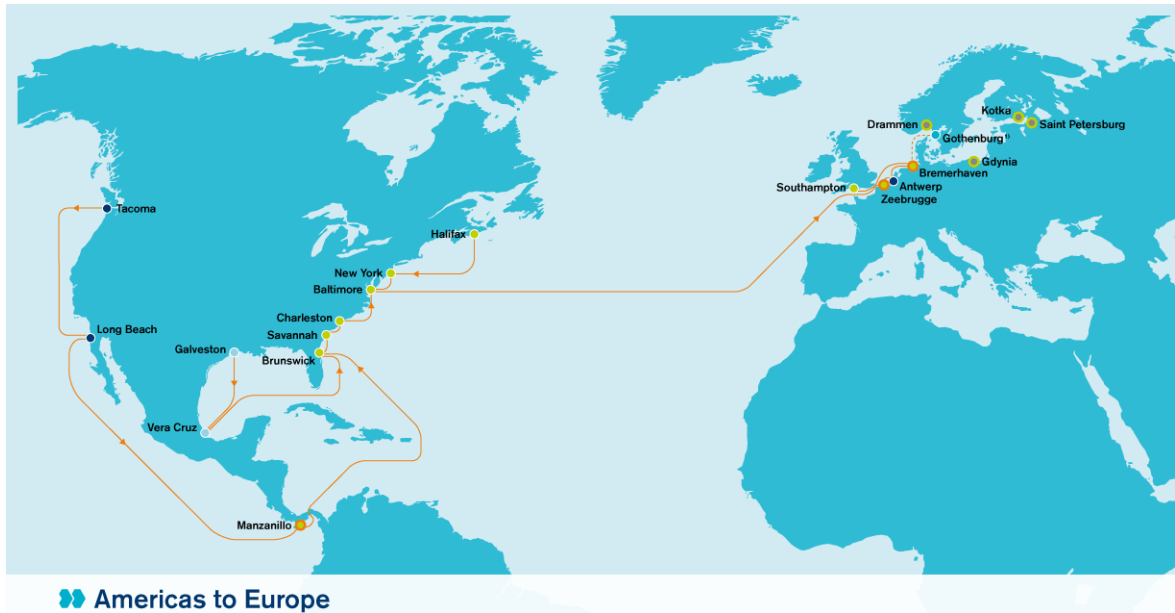 Kotka
Drammen
Saint Petersburg
Gothenburg¹⁾
Gdynia
Bremerhaven
Southampton
Antwerp
Zeebrugge
Tacoma
Halifax
New York
Baltimore
Charleston
Long Beach
Savannah
Galveston
Brunswick
Vera Cruz
Manzanillo
Americas to Europe